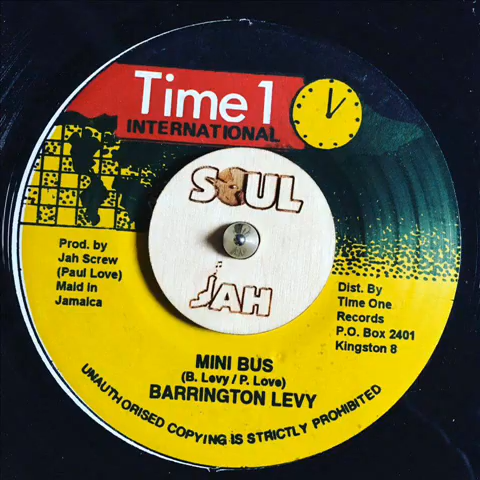 Time 1
INTERNATIONAL
SOUL
JAH
Prod. by
Jah Screw
(Paul Love)
Maid in
Jamaica
Dist. By
Time One
Records
P.O. Box 2401
Kingston 8
MINI BUS
(B. Levy / P. Love)
BARRINGTON LEVY
UNAUTHORISED COPYING IS STRICTLY PROHIBITED